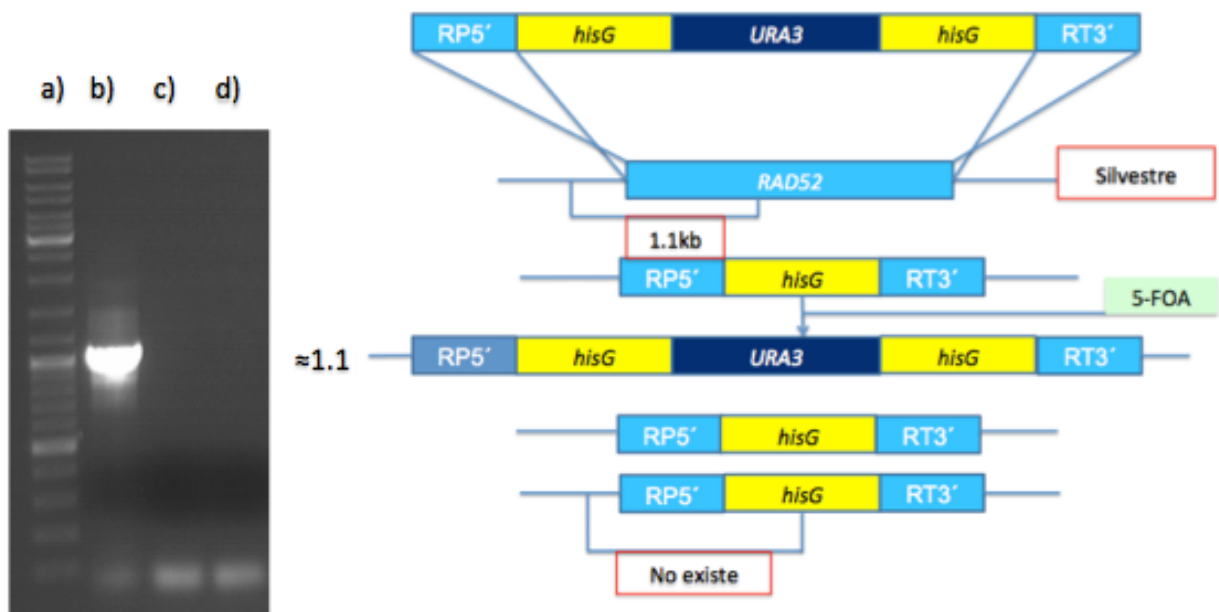 a) b) c) d)
≈1.1
RP5´ hisG URA3 hisG RT3´
RAD52
Silvestre
1.1kb
RP5´ hisG RT3´
5-FOA
RP5´ hisG URA3 hisG RT3´
RP5´ hisG RT3´
RP5´ hisG RT3´
No existe